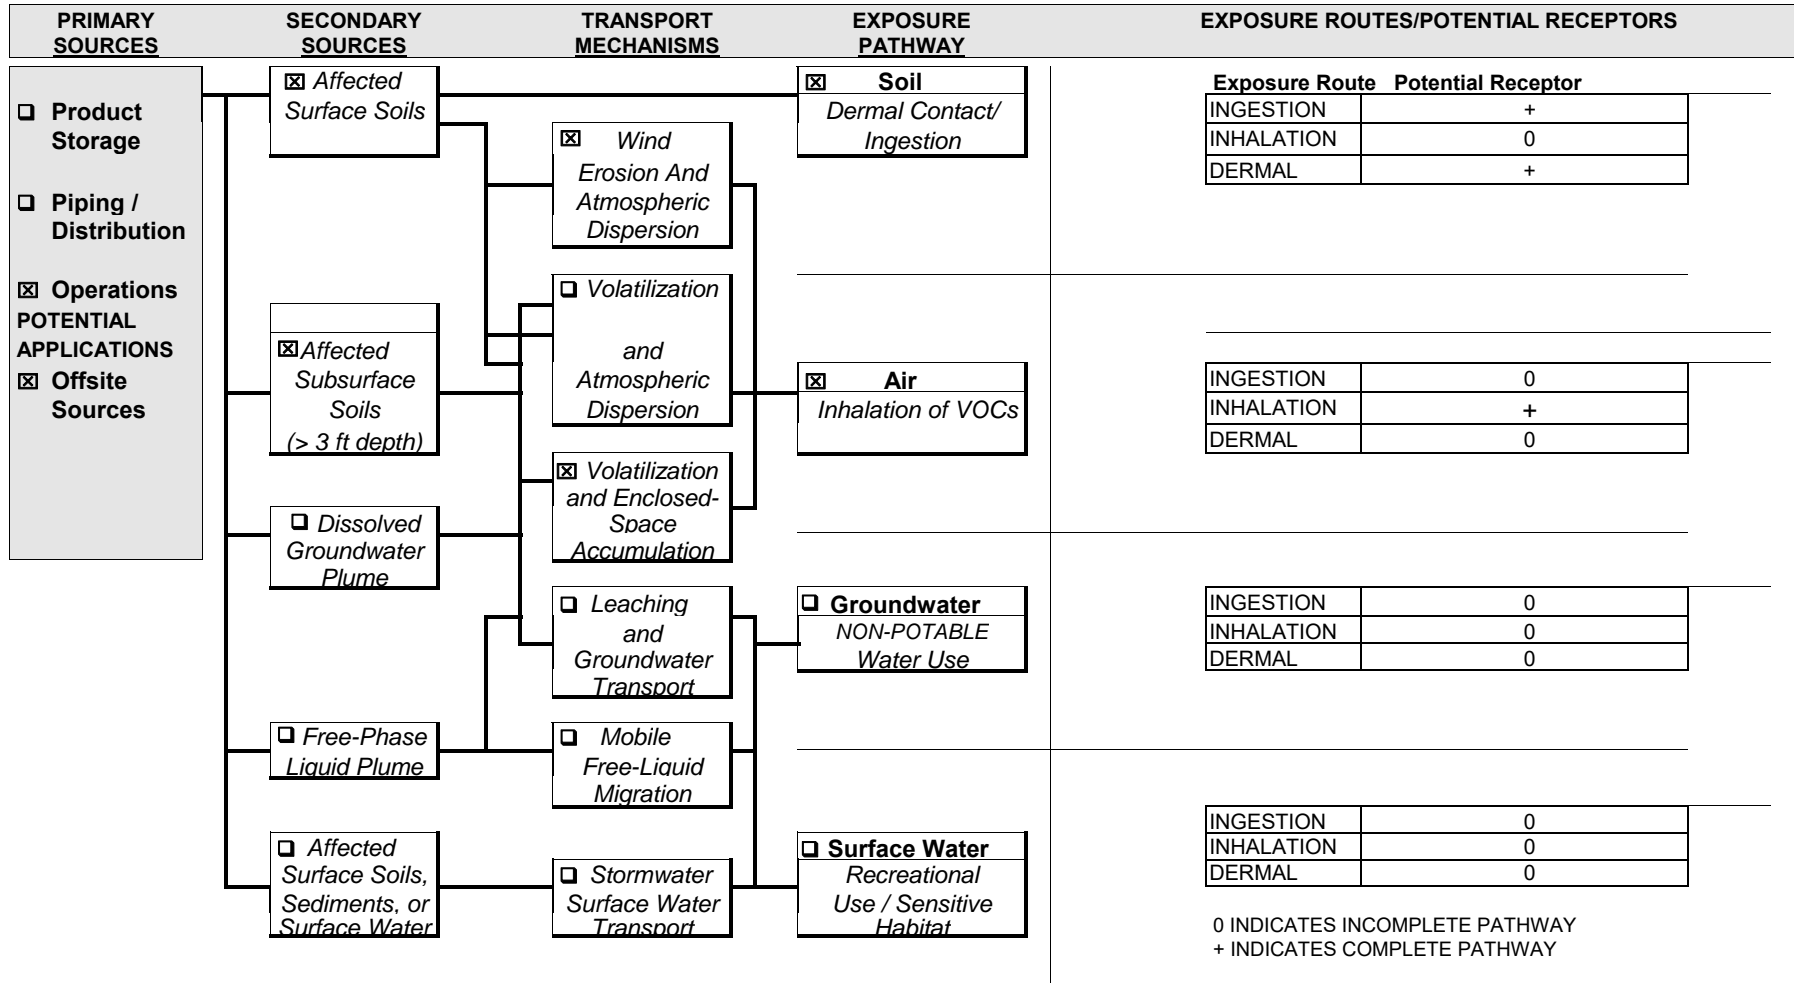 PRIMARY SOURCES
SECONDARY SOURCES
TRANSPORT MECHANISMS
EXPOSURE PATHWAY
EXPOSURE ROUTES/POTENTIAL RECEPTORS
☐ Product
Storage
☐ Piping /
Distribution
☒ Operations
POTENTIAL
APPLICATIONS
☒ Offsite
Sources
☒ Affected
Surface Soils
☒Affected
Subsurface
Soils
(> 3 ft depth)
☐ Dissolved
Groundwater
Plume
☐ Free-Phase
Liquid Plume
☐ Affected
Surface Soils,
Sediments, or
Surface Water
☒ Wind
Erosion And
Atmospheric
Dispersion
☐ Volatilization
and
Atmospheric
Dispersion
☒ Volatilization
and Enclosed-
Space
Accumulation
☐ Leaching
and
Groundwater
Transport
☐ Mobile
Free-Liquid
Migration
☐ Stormwater
Surface Water
Transport
☒ Soil
Dermal Contact/
Ingestion
☒ Air
Inhalation of VOCs
☐ Groundwater
NON-POTABLE
Water Use
☐ Surface Water
Recreational
Use / Sensitive
Habitat
Exposure Route Potential Receptor
INGESTION +
INHALATION 0
DERMAL +
INGESTION 0
INHALATION +
DERMAL 0
INGESTION 0
INHALATION 0
DERMAL 0
INGESTION 0
INHALATION 0
DERMAL 0
0 INDICATES INCOMPLETE PATHWAY
+ INDICATES COMPLETE PATHWAY